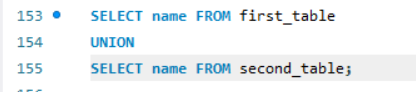 153 SELECT name FROM first_table
154 UNION
155 SELECT name FROM second_table;